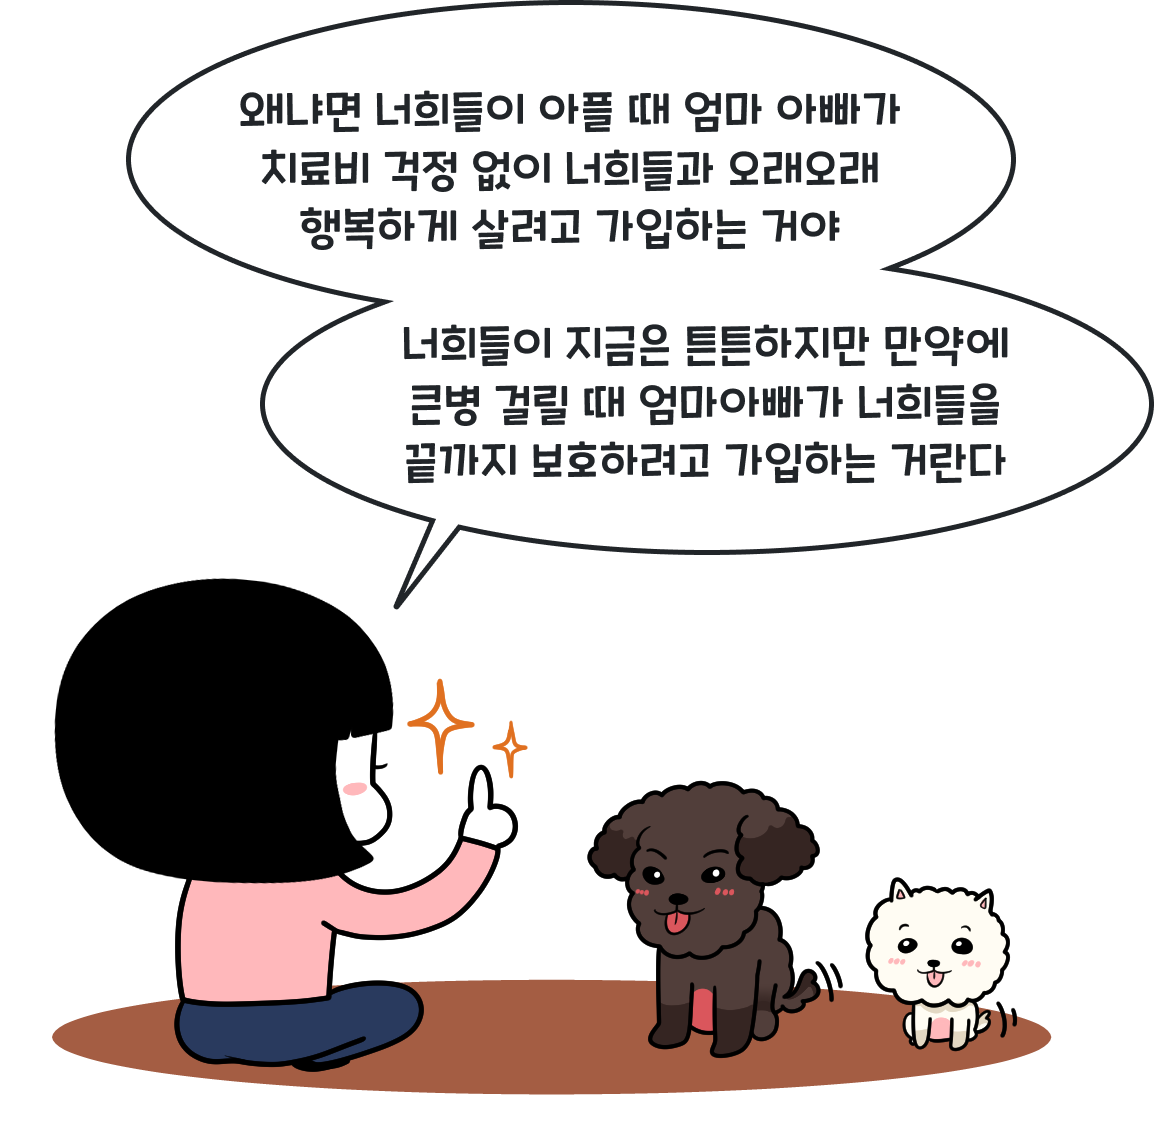 왜냐면 너희들이 아플 때 엄마 아빠가
치료비 걱정 없이 너희들과 오래오래
행복하게 살려고 가입하는 거야
너희들이 지금은 튼튼하지만 만약에
큰병 걸릴 때 엄마아빠가 너희들을
끝까지 보호하려고 가입하는 거란다